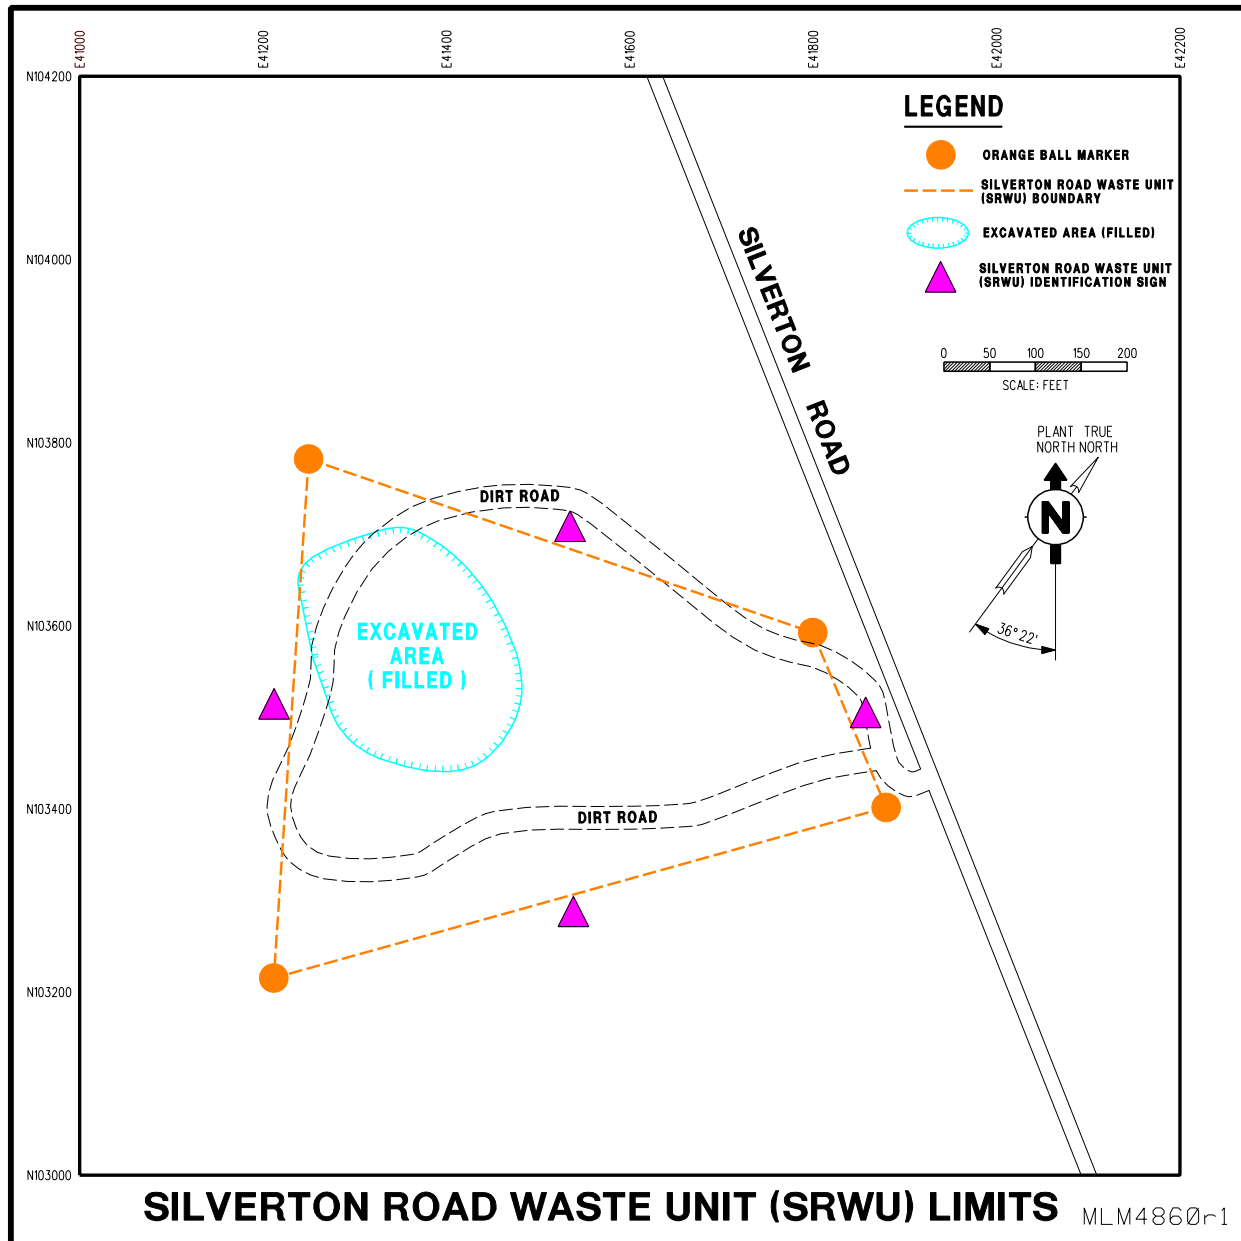 E41000
E41200
E41400
E41600
E41800
E42000
E42200
N104200
N104000
N103800
N103600
N103400
N103200
N103000
LEGEND
ORANGE BALL MARKER
SILVERTON ROAD WASTE UNIT
(SRWU) BOUNDARY
EXCAVATED AREA (FILLED)
SILVERTON ROAD WASTE UNIT
(SRWU) IDENTIFICATION SIGN
0 50 100 150 200
SCALE: FEET
PLANT TRUE
NORTH NORTH
N
36° 22'
SILVERTON ROAD
DIRT ROAD
EXCAVATED
AREA
( FILLED )
DIRT ROAD
SILVERTON ROAD WASTE UNIT (SRWU) LIMITS
MLM4860r1